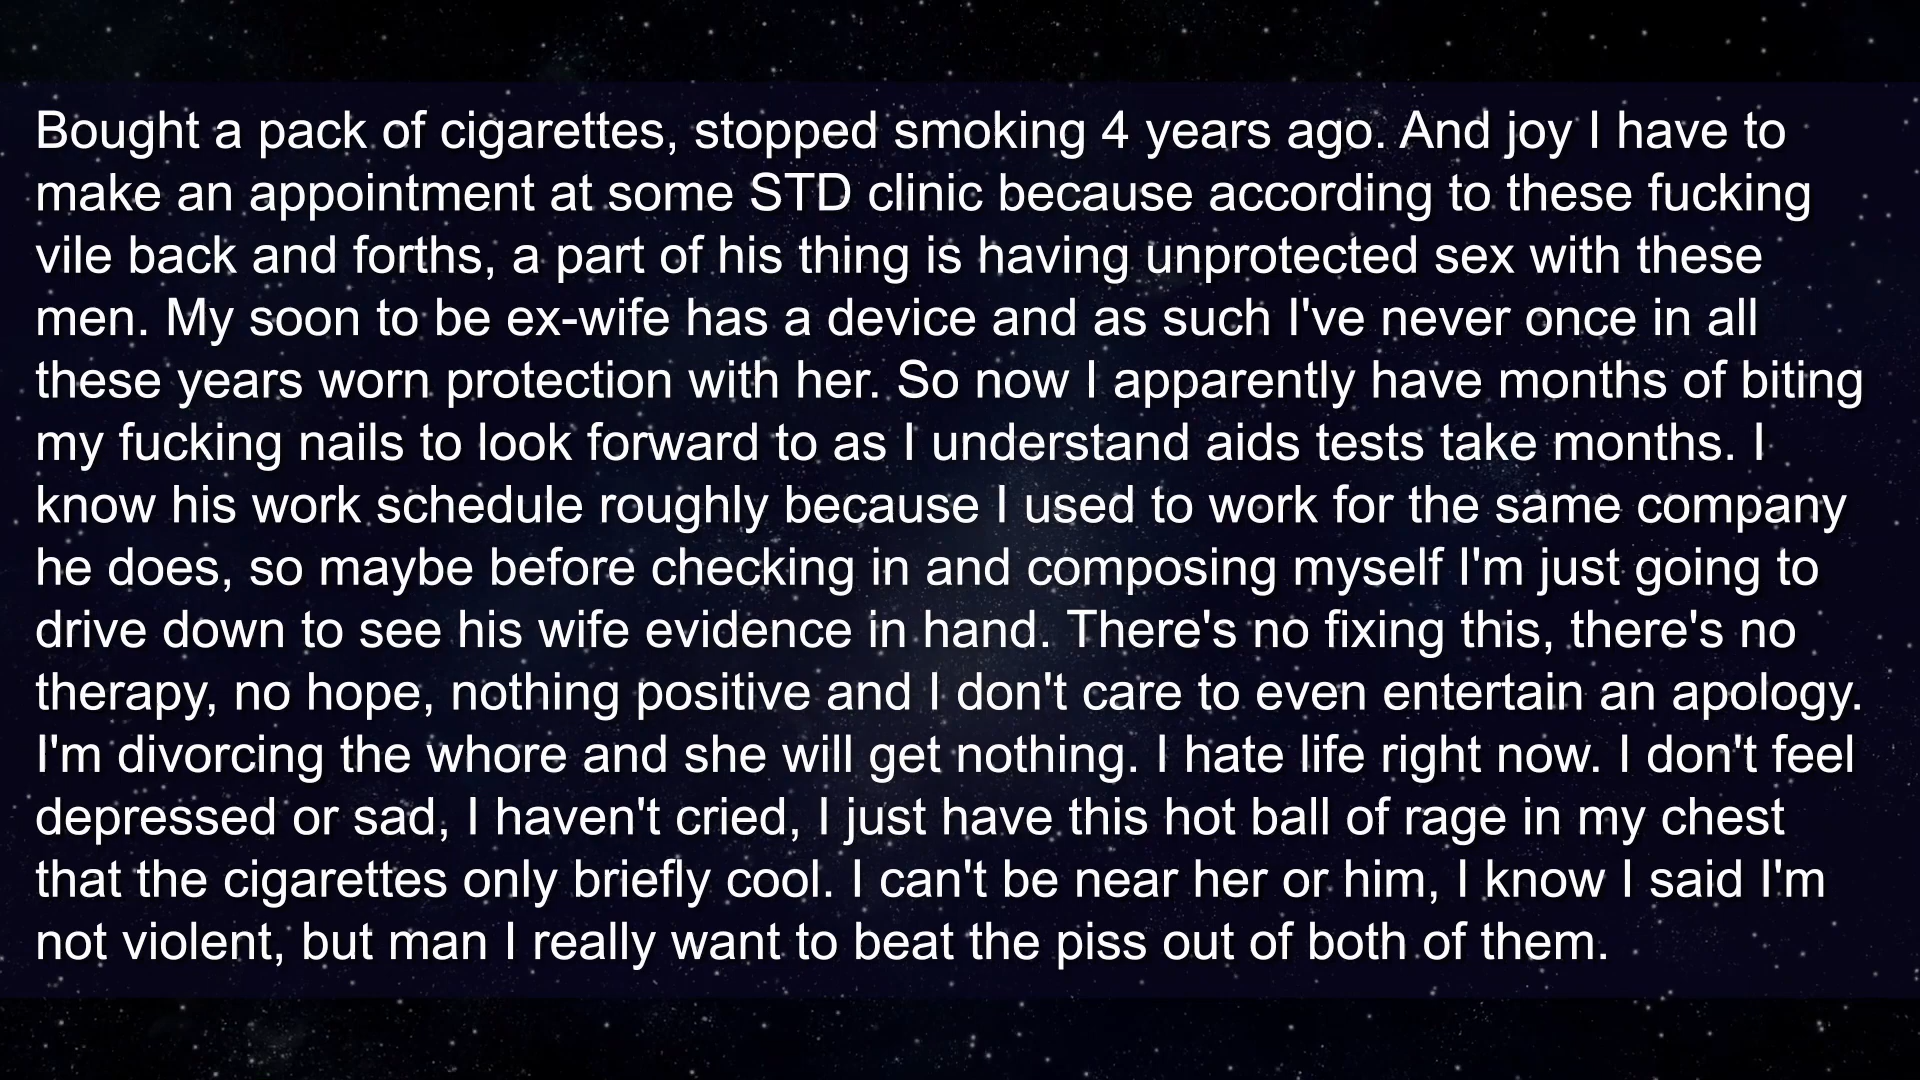 Bought a pack of cigarettes, stopped smoking 4 years ago. And joy I have to
make an appointment at some STD clinic because according to these fucking
vile back and forths, a part of his thing is having unprotected sex with these
men. My soon to be ex-wife has a device and as such I've never once in all
these years worn protection with her. So now I apparently have months of biting
my fucking nails to look forward to as I understand aids tests take months. I
know his work schedule roughly because I used to work for the same company
he does, so maybe before checking in and composing myself I'm just going to
drive down to see his wife evidence in hand. There's no fixing this, there's no
therapy, no hope, nothing positive and I don't care to even entertain an apology.
I'm divorcing the whore and she will get nothing. I hate life right now. I don't feel
depressed or sad, I haven't cried, I just have this hot ball of rage in my chest
that the cigarettes only briefly cool. I can't be near her or him, I know I said I'm
not violent, but man I really want to beat the piss out of both of them.